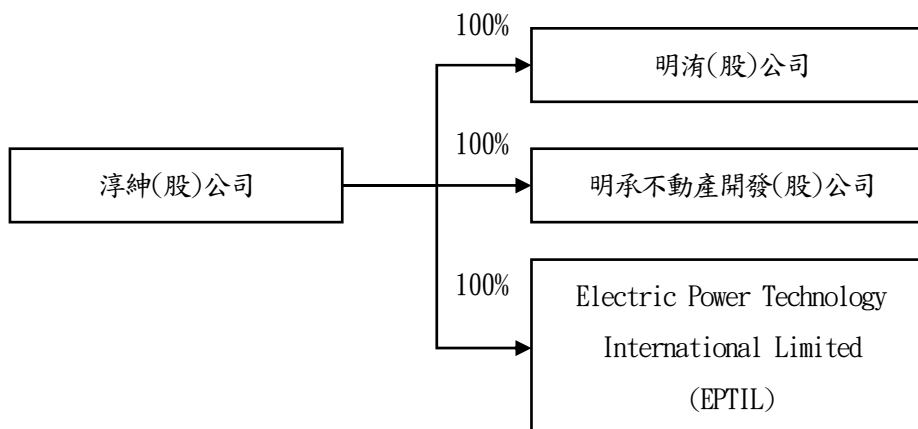 100%
明洧(股)公司
100%
淳紳(股)公司
明承不動產開發(股)公司
100%
Electric Power Technology
International Limited
(EPTIL)